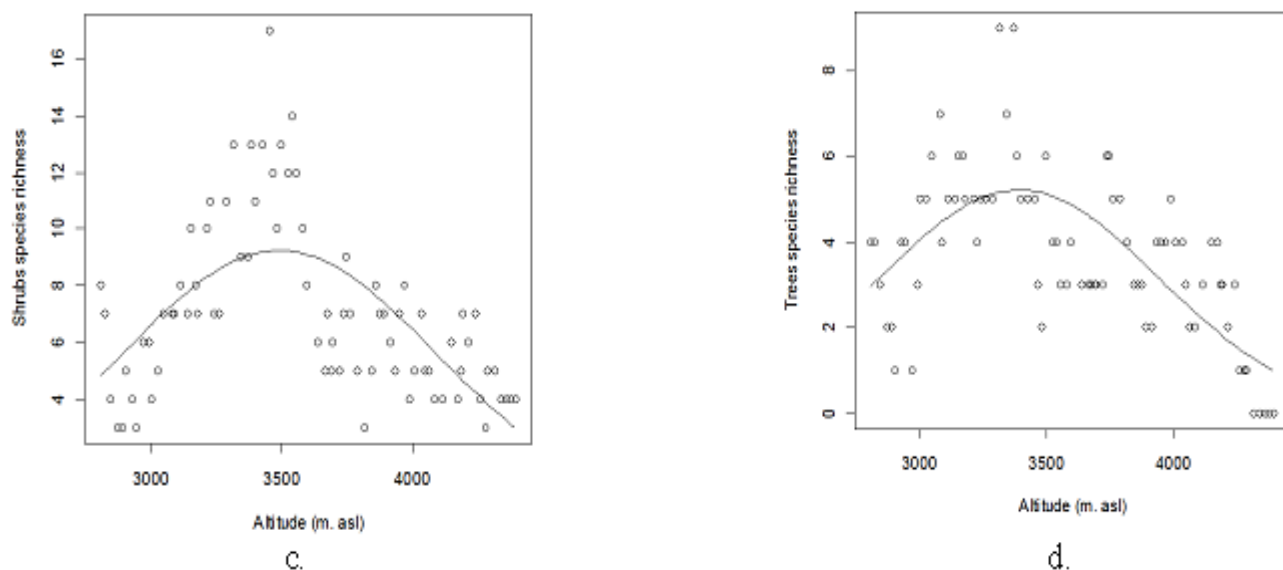 Shrubs species richness
16
14
12
10
8
6
4
3000 3500 4000
Altitude (m. asl)
c.
Trees species richness
8
6
4
2
0
3000 3500 4000
Altitude (m. asl)
d.